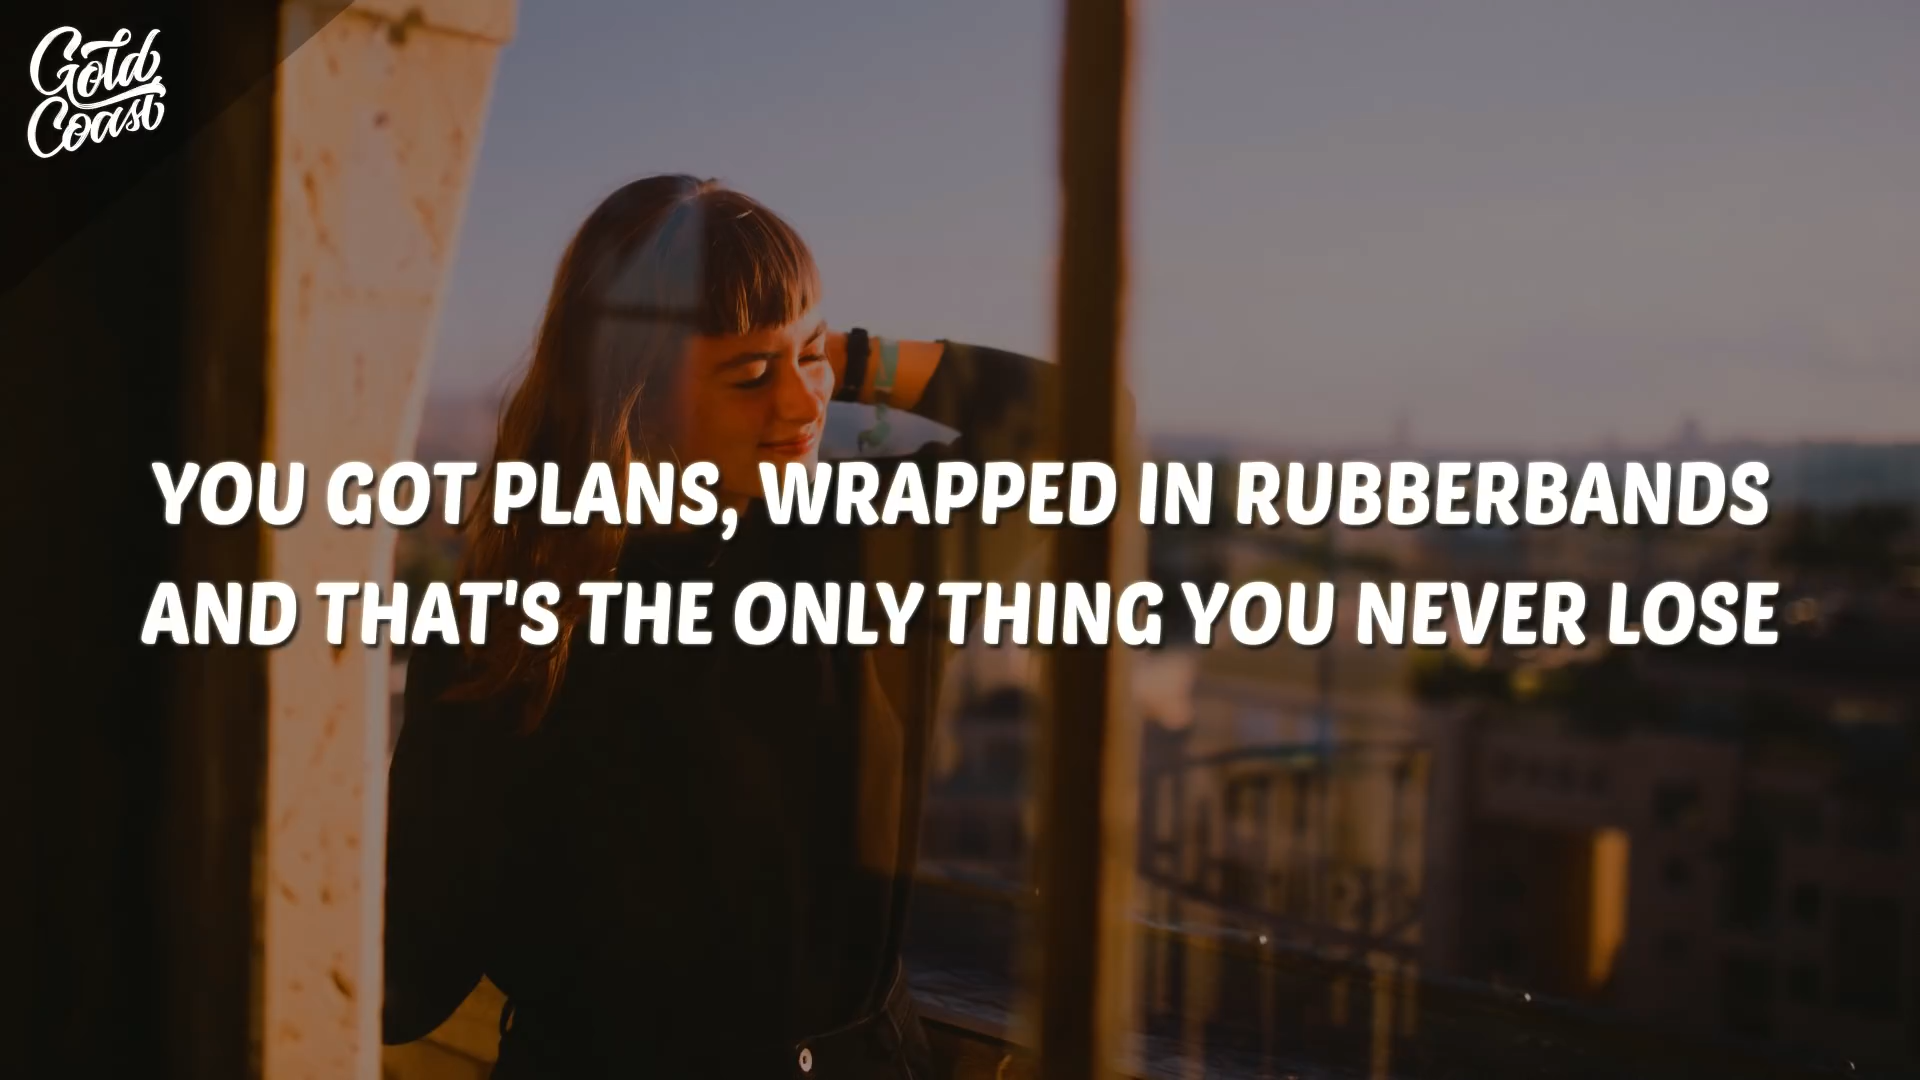 Gold
Coast
YOU GOT PLANS, WRAPPED IN RUBBERBANDS
AND THAT'S THE ONLY THING YOU NEVER LOSE